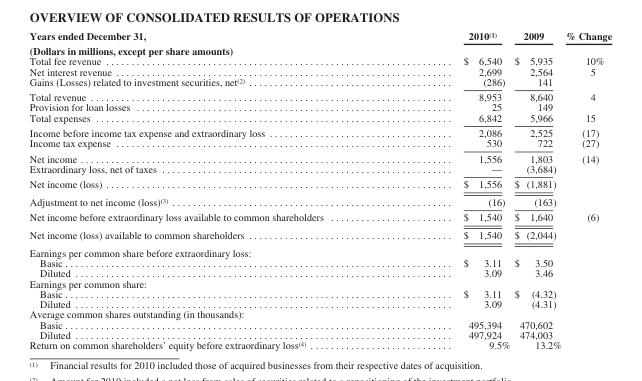 OVERVIEW OF CONSOLIDATED RESULTS OF OPERATIONS
Years ended December 31, 2010(1) 2009 % Change
(Dollars in millions, except per share amounts)
Total fee revenue $ 6,540 $ 5,935 10%
Net interest revenue 2,699 2,564 5
Gains (Losses) related to investment securities, net(2) (286) 141
Total revenue 8,953 8,640 4
Provision for loan losses 25 149
Total expenses 6,842 5,966 15
Income before income tax expense and extraordinary loss 2,086 2,525 (17)
Income tax expense 530 722 (27)
Net income 1,556 1,803 (14)
Extraordinary loss, net of taxes — (3,684)
Net income (loss) $ 1,556 $ (1,881)
Adjustment to net income (loss)(3) (16) (163)
Net income before extraordinary loss available to common shareholders $ 1,540 $ 1,640 (6)
Net income (loss) available to common shareholders $ 1,540 $ (2,044)
Earnings per common share before extraordinary loss:
Basic $ 3.11 $ 3.50
Diluted 3.09 3.46
Earnings per common share:
Basic $ 3.11 $ (4.32)
Diluted 3.09 (4.31)
Average common shares outstanding (in thousands):
Basic 495,394 470,602
Diluted 497,924 474,003
Return on common shareholders' equity before extraordinary loss(4) 9.5% 13.2%
(1) Financial results for 2010 included those of acquired businesses from their respective dates of acquisition.